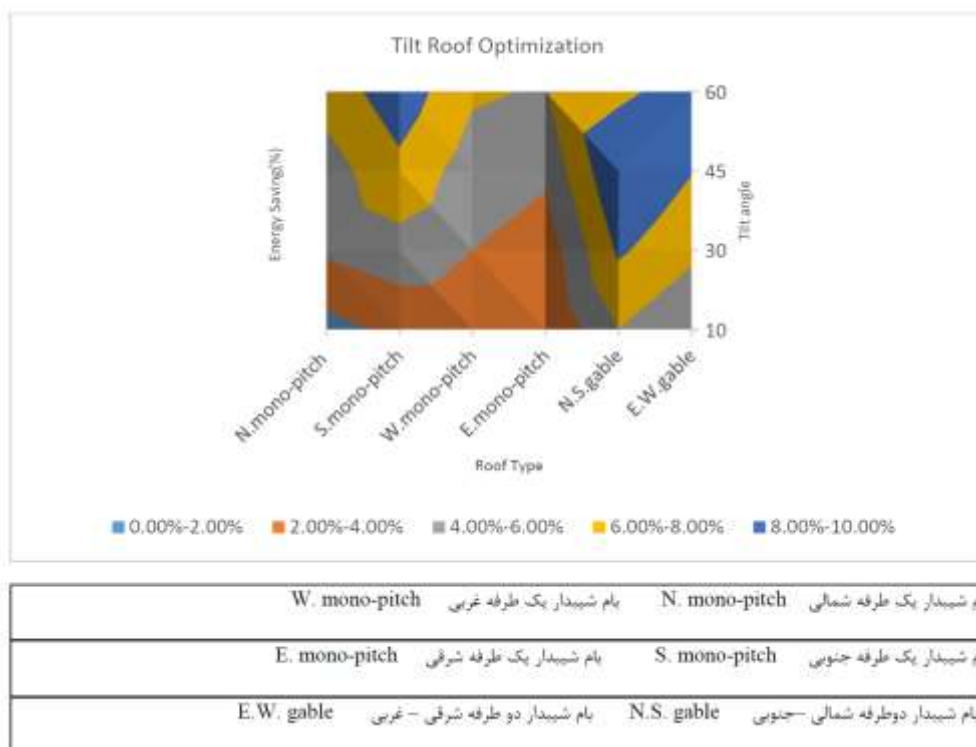 Tilt Roof Optimization
Energy Saving(%)
60
45
30
10
Tilt angle
N.mono-pitch
S.mono-pitch
W.mono-pitch
E.mono-pitch
N.S.gable
E.W.gable
Roof Type
0.00%-2.00% 2.00%-4.00% 4.00%-6.00% 6.00%-8.00% 8.00%-10.00%
شیبدار یک طرفه شمالی N. mono-pitch بام شیبدار یک طرفه غربی W. mono-pitch
شیبدار یک طرفه جنوبی S. mono-pitch بام شیبدار یک طرفه شرقی E. mono-pitch
بام شیبدار دوطرفه شمالی –جنوبی N.S. gable بام شیبدار دو طرفه شرقی – غربی E.W. gable